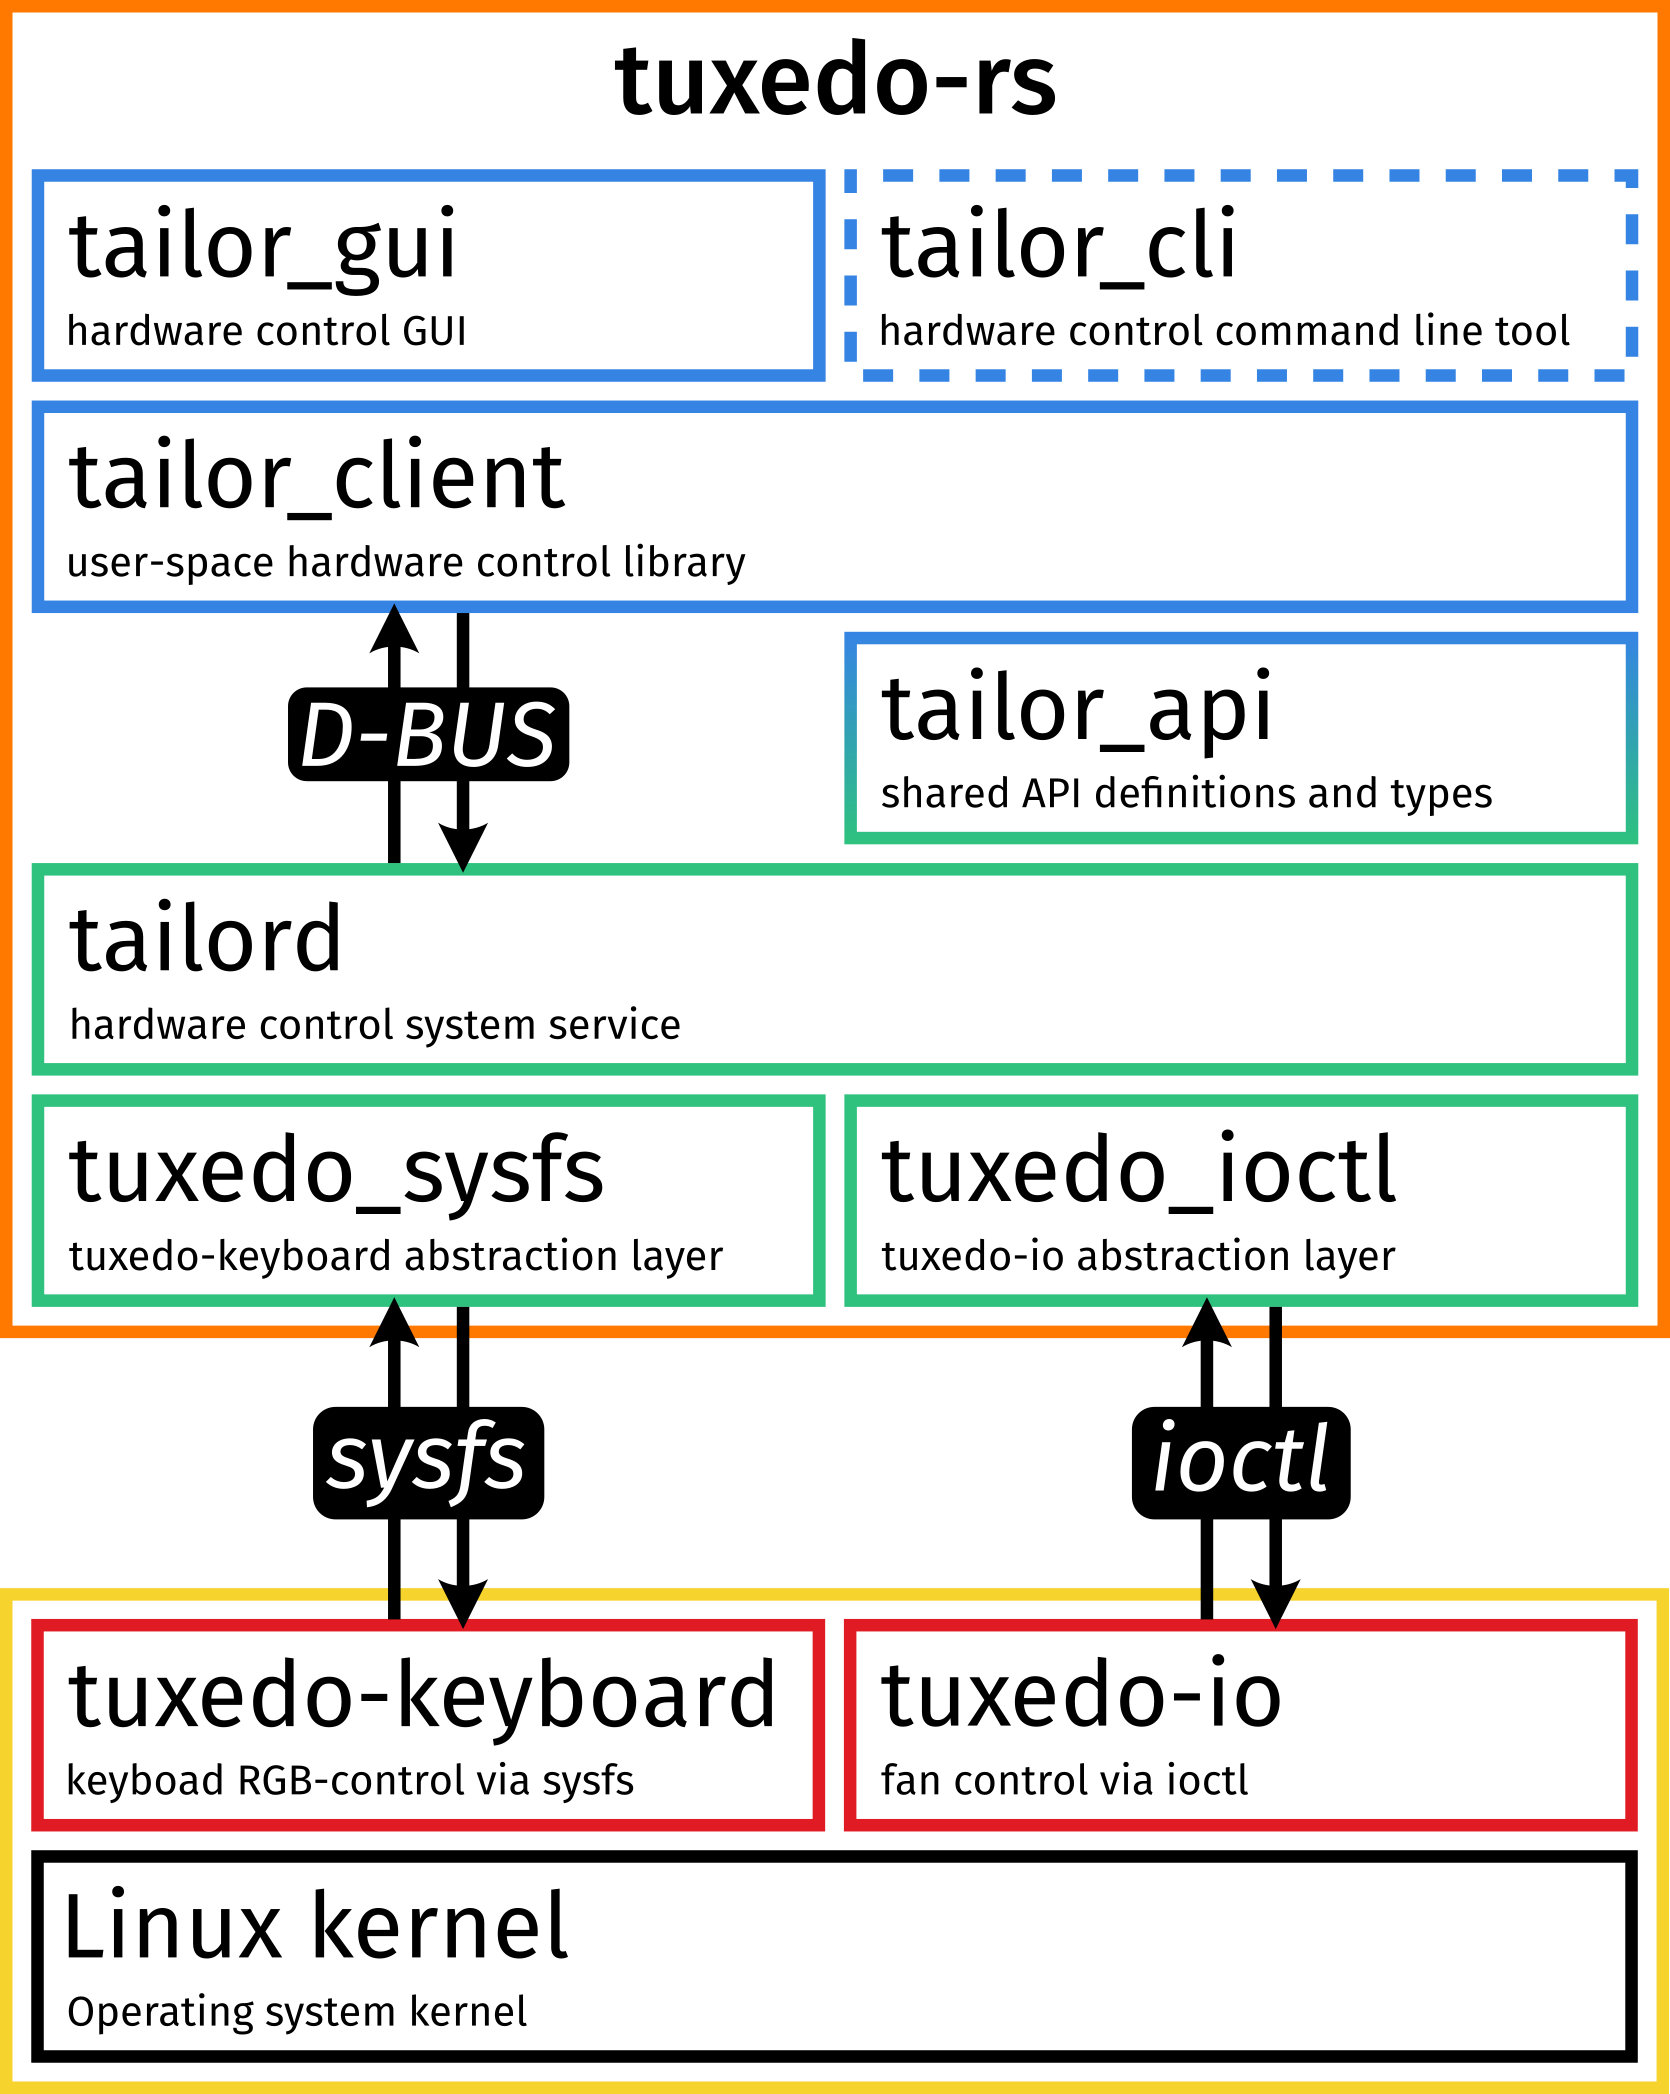 tuxedo-rs
tailor_gui
hardware control GUI
tailor_cli
hardware control command line tool
tailor_client
user-space hardware control library
D-BUS
tailor_api
shared API definitions and types
tailord
hardware control system service
tuxedo_sysfs
tuxedo-keyboard abstraction layer
tuxedo_ioctl
tuxedo-io abstraction layer
sysfs
ioctl
tuxedo-keyboard
keyboad RGB-control via sysfs
tuxedo-io
fan control via ioctl
Linux kernel
Operating system kernel